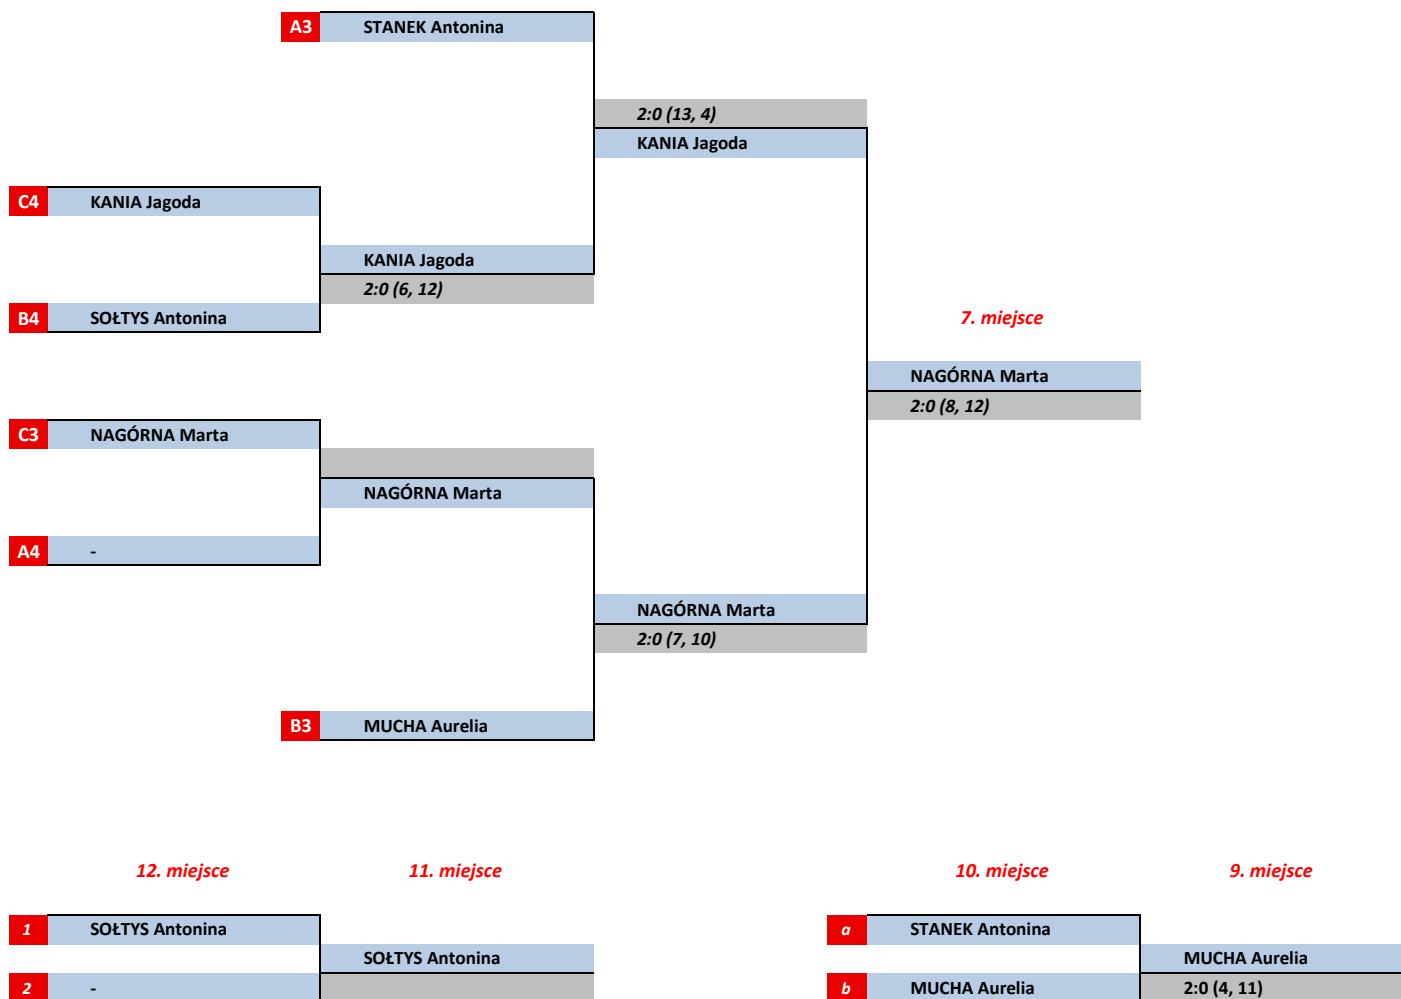 A3 STANEK Antonina
2:0 (13, 4)
KANIA Jagoda
C4 KANIA Jagoda
KANIA Jagoda
2:0 (6, 12)
B4 SOŁTYS Antonina
7. miejsce
NAGÓRNA Marta
2:0 (8, 12)
C3 NAGÓRNA Marta
NAGÓRNA Marta
A4 -
NAGÓRNA Marta
2:0 (7, 10)
B3 MUCHA Aurelia
12. miejsce 11. miejsce 10. miejsce 9. miejsce
1 SOŁTYS Antonina a STANEK Antonina
SOŁTYS Antonina MUCHA Aurelia
2 - b MUCHA Aurelia 2:0 (4, 11)